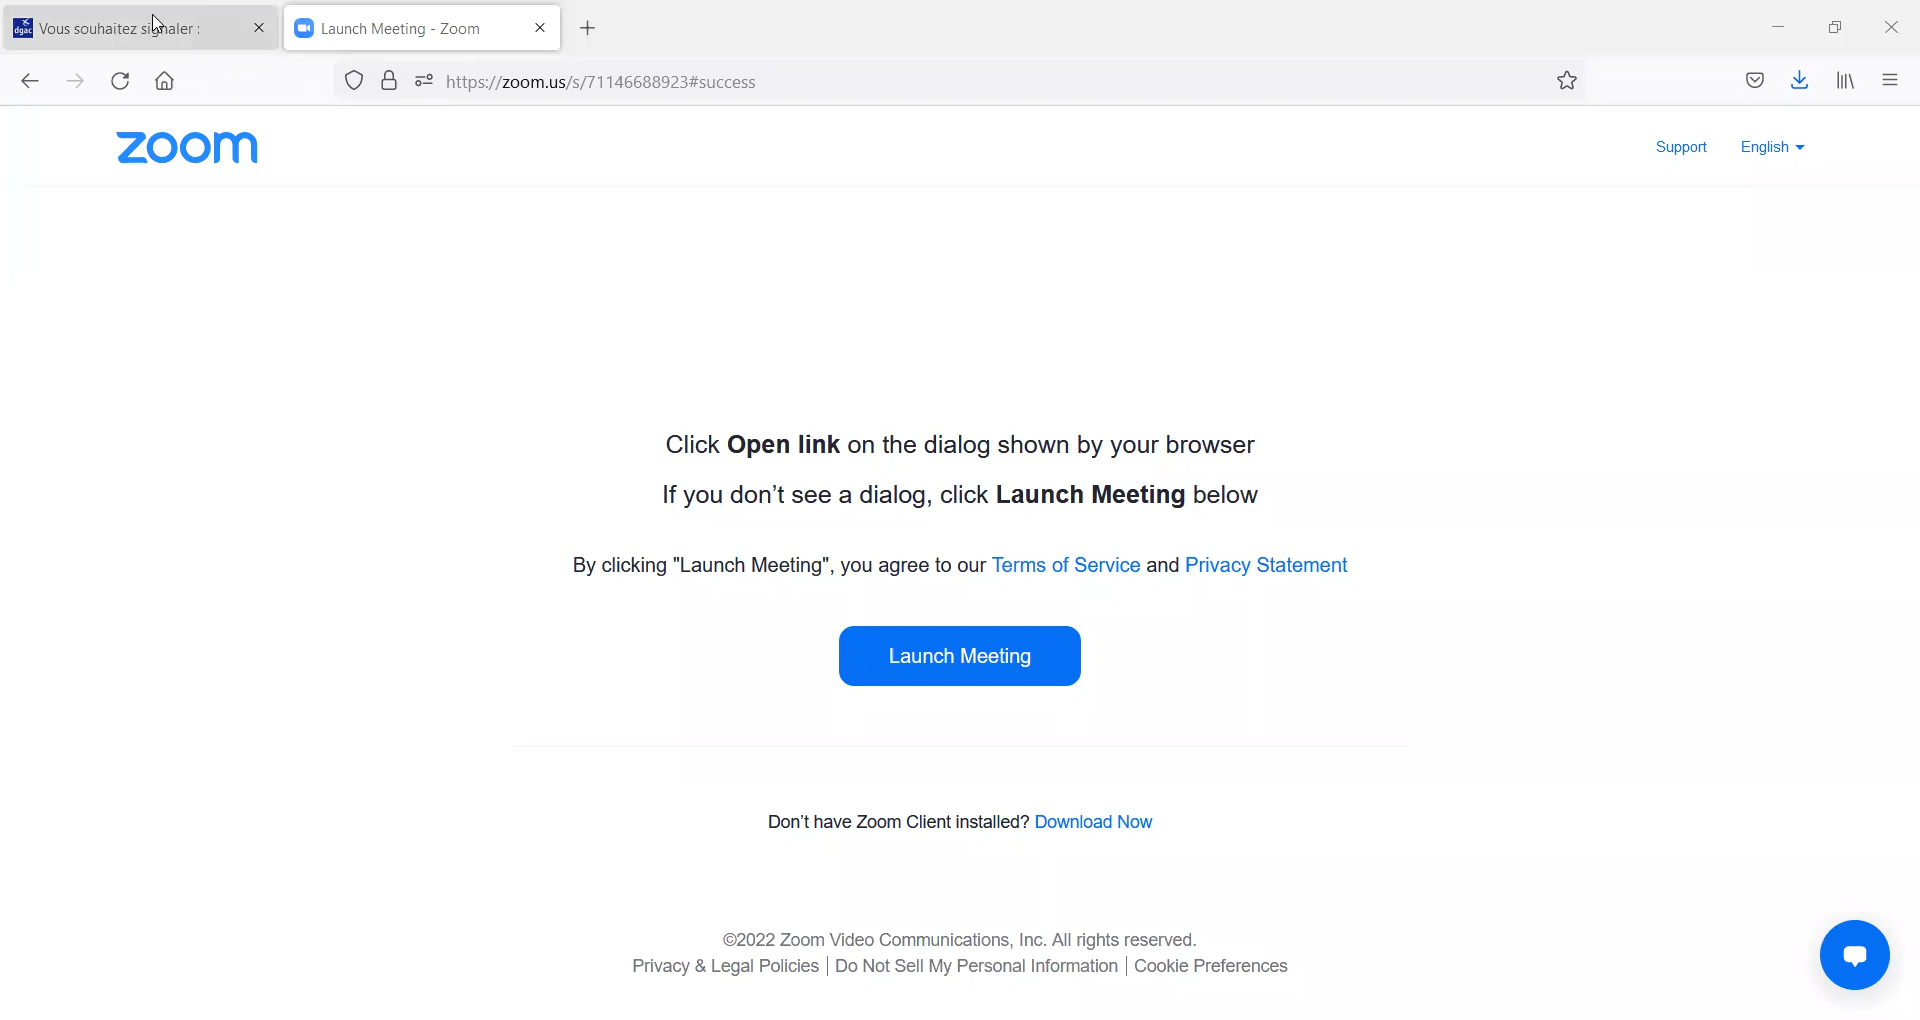 dgac Vous souhaitez signaler :
Launch Meeting - Zoom
https://zoom.us/s/71146688923#success
zoom
Support
English
Click Open link on the dialog shown by your browser
If you don’t see a dialog, click Launch Meeting below
By clicking "Launch Meeting", you agree to our Terms of Service and Privacy Statement
Launch Meeting
Don’t have Zoom Client installed? Download Now
©2022 Zoom Video Communications, Inc. All rights reserved.
Privacy & Legal Policies | Do Not Sell My Personal Information | Cookie Preferences